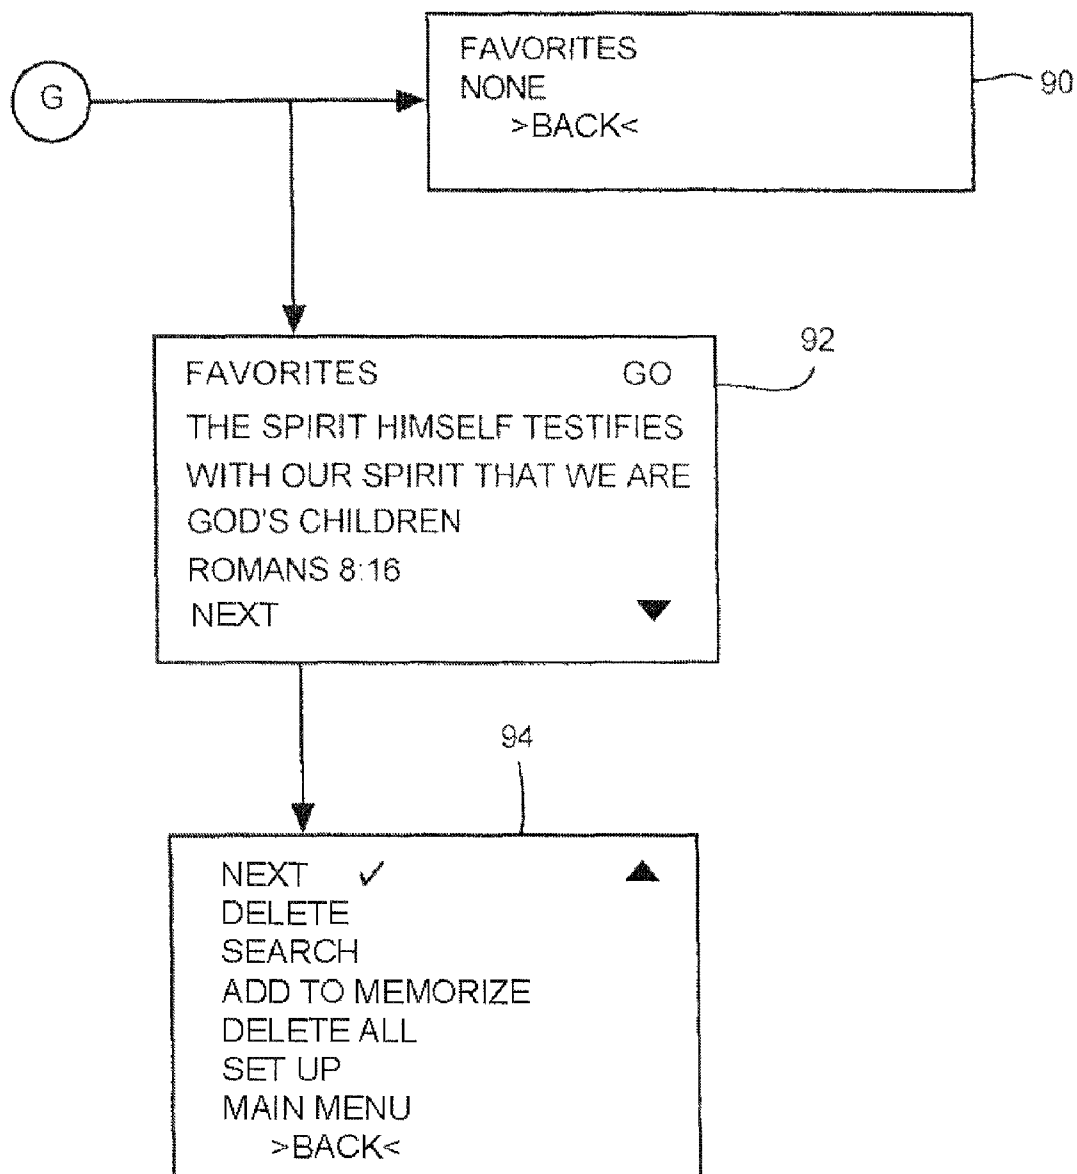 G
FAVORITES
NONE
>BACK<
90
92
FAVORITES GO
THE SPIRIT HIMSELF TESTIFIES
WITH OUR SPIRIT THAT WE ARE
GOD'S CHILDREN
ROMANS 8:16
NEXT
94
NEXT ✓
DELETE
SEARCH
ADD TO MEMORIZE
DELETE ALL
SET UP
MAIN MENU
>BACK<